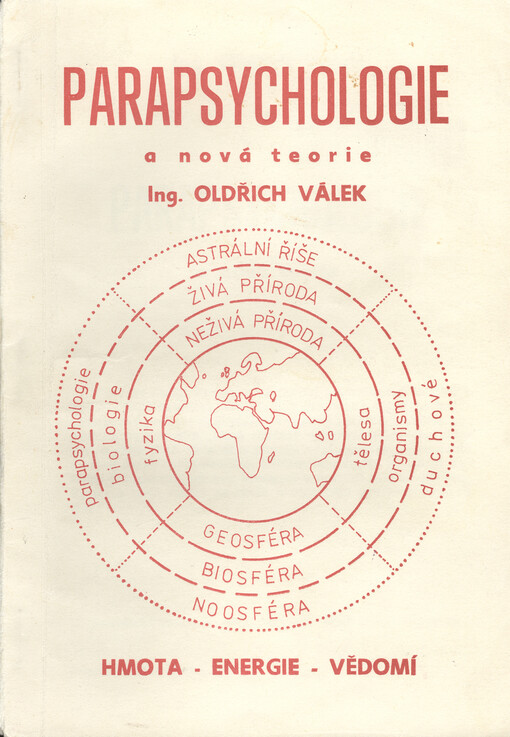 PARAPSYCHOLOGIE
a nová teorie
Ing. OLDŘICH VÁLEK
ASTRÁLNÍ ŘÍŠE
ŽIVÁ PŘÍRODA
NEŽIVÁ PŘÍRODA
parapsychologie
biologie
fyzika
tělesa
organismy
duchové
GEOSFÉRA
BIOSFÉRA
NOOSFÉRA
HMOTA - ENERGIE - VĚDOMÍ